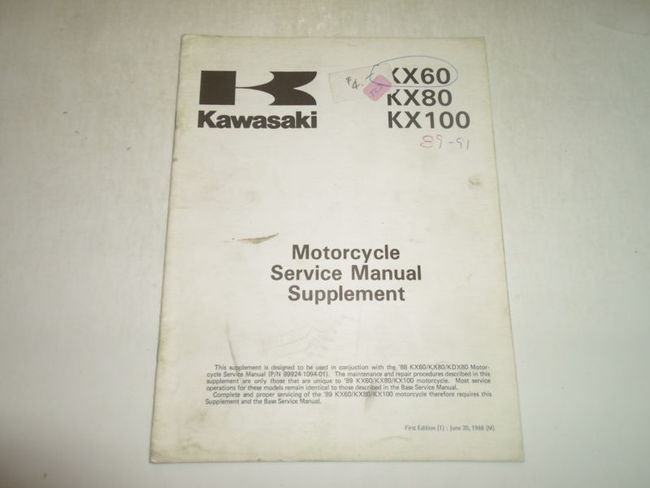 KX60
KX80
KX100
Kawasaki
89-91
Motorcycle
Service Manual
Supplement
This supplement is designed to be used in conjuction with the '88 KX60/KX80/KDX80 Motor-
cycle Service Manual (P/N 99924-1094-01). The maintenance and repair procedures described in this
supplement are only those that are unique to '89 KX60/KX80/KX100 motorcycle. Most service
operations for these models remain identical to those described in the Base Service Manual.
Complete and proper servicing of the '89 KX60/KX80/KX100 motorcycle therefore requires this
Supplement and the Base Service Manual.
First Edition (1) : June 30, 1988 (M)